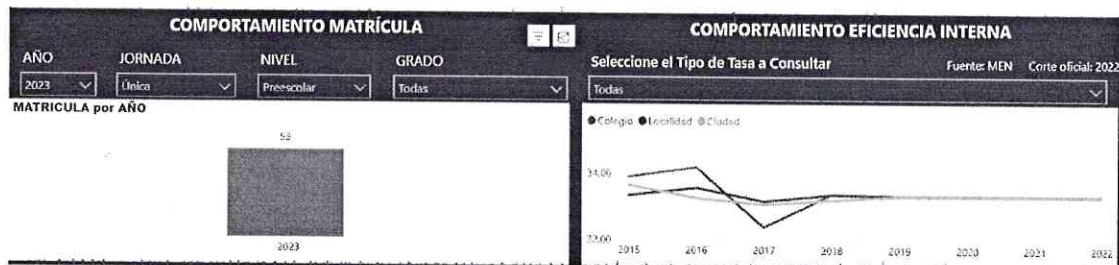 COMPORTAMIENTO MATRÍCULA
AÑO JORNADA NIVEL GRADO
2023 Única Preescolar Todas
MATRICULA por AÑO
53
2023
COMPORTAMIENTO EFICIENCIA INTERNA
Seleccione el Tipo de Tasa a Consultar Fuente: MEN Corte oficial: 2022
Todas
Colegio Localidad Ciudad
34,00
32,00
2015 2016 2017 2018 2019 2020 2021 2022